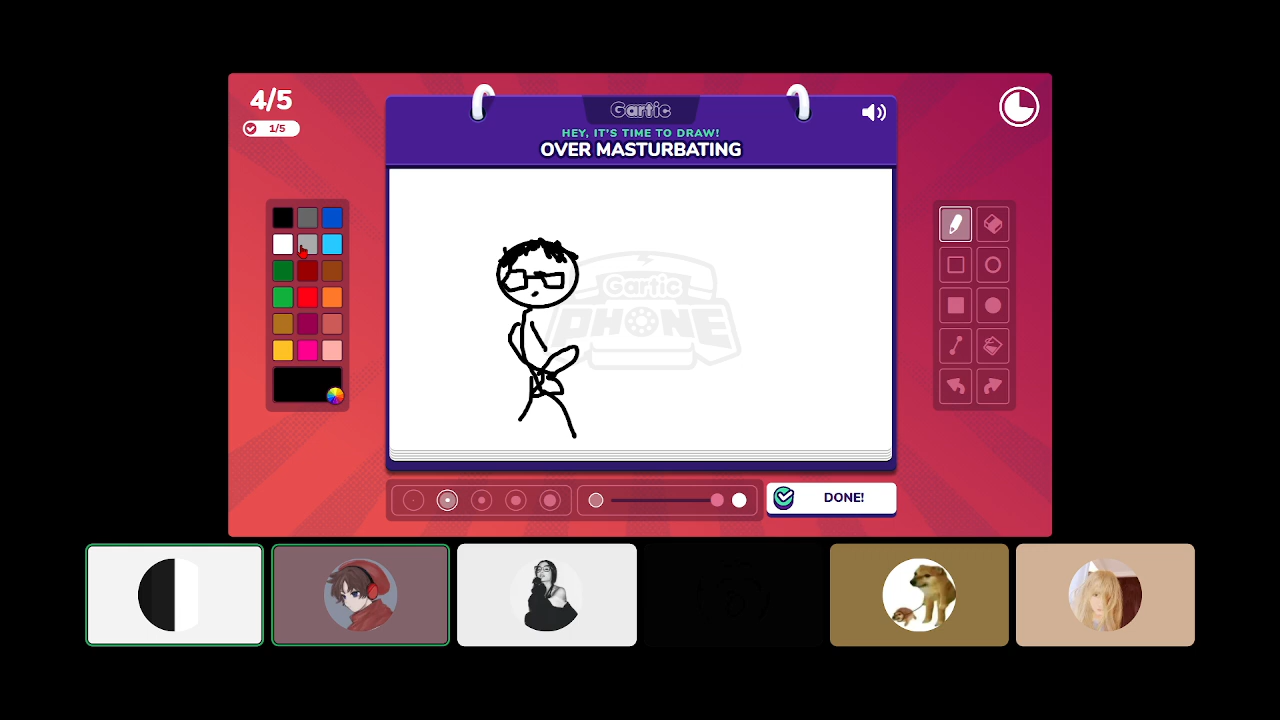 4/5
1/5
Gartic
HEY, IT'S TIME TO DRAW!
OVER MASTURBATING
Gartic
PHONE
DONE!